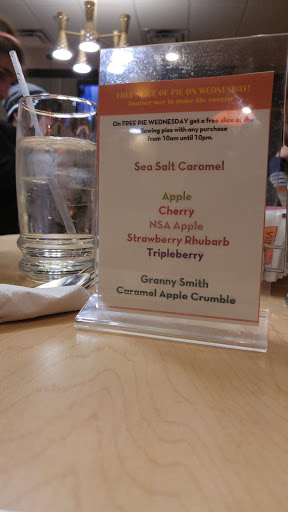 FREE SLICE OF PIE ON WEDNESDAY!
Another way to make life sweeter
On FREE PIE WEDNESDAY get a free slice of the
following pies with any purchase
from 10am until 10pm.
Sea Salt Caramel
Apple
Cherry
NSA Apple
Strawberry Rhubarb
Tripleberry
Granny Smith
Caramel Apple Crumble